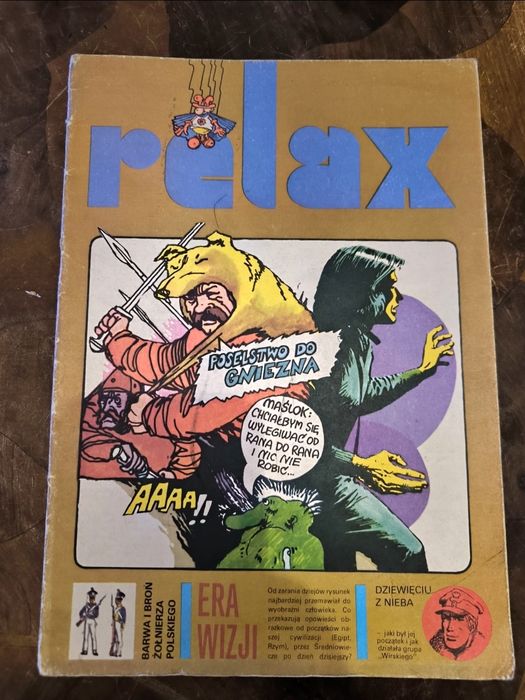 relax
POSELSTWO DO
GNIEZNA
MAŚLOK:
CHCIAŁBYM SIĘ
WYLEGIWAĆ OD
RANA DO RANA
I NIC NIE
ROBIĆ...
AAAA!!
BARWA I BROŃ
ŻOŁNIERZA
POLSKIEGO
ERA
WIZJI
Od zarania dziejów rysunek
najbardziej przemawiał do
wyobraźni człowieka. Co
przekazują opowieści ob-
razkowe od początków na-
szej cywilizacji (Egipt,
Rzym), przez Średniowie-
cze po dzień dzisiejszy?
DZIEWIĘCIU
Z NIEBA
– jaki był jej
początek i jak
działała grupa
"Wirskiego"